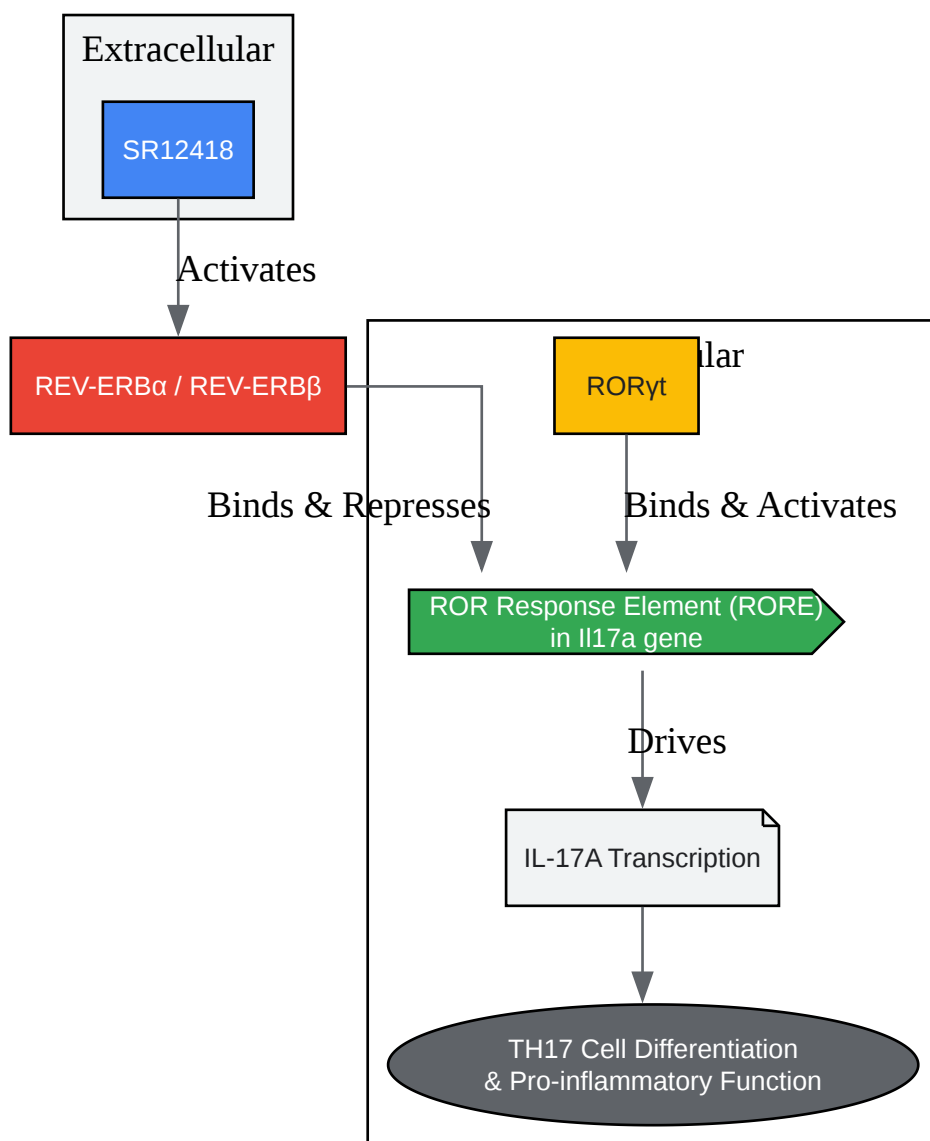 Extracellular
SR12418
Activates
REV-ERBα / REV-ERBβ
RORγt
Binds & Represses
Binds & Activates
ROR Response Element (RORE)
in Il17a gene
Drives
IL-17A Transcription
TH17 Cell Differentiation
& Pro-inflammatory Function